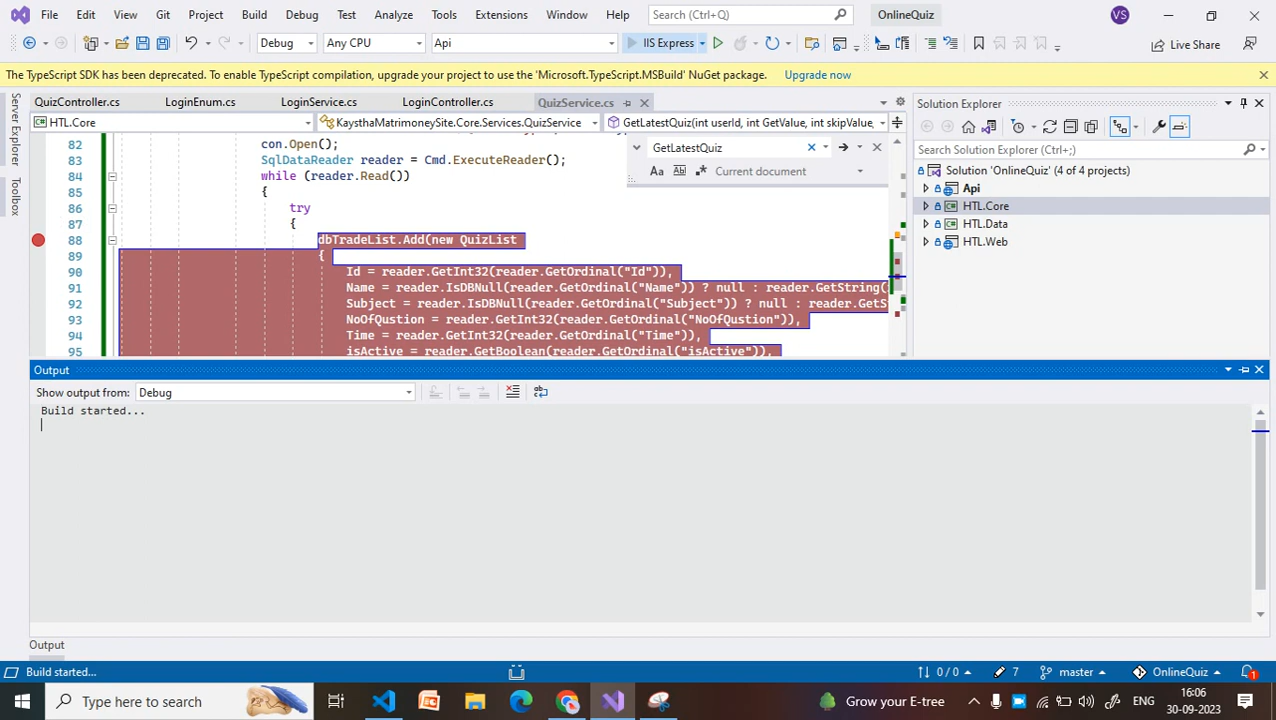 File Edit View Git Project Build Debug Test Analyze Tools Extensions Window Help Search (Ctrl+Q) OnlineQuiz VS
Debug Any CPU Api IIS Express Live Share
The TypeScript SDK has been deprecated. To enable TypeScript compilation, upgrade your project to use the 'Microsoft.TypeScript.MSBuild' NuGet package. Upgrade now
Server Explorer
Toolbox
QuizController.cs LoginEnum.cs LoginService.cs LoginController.cs QuizService.cs
HTL.Core KaysthaMatrimoneySite.Core.Services.QuizService GetLatestQuiz(int userId, int GetValue, int skipValue,
GetLatestQuiz
Aa Current document
82 con.Open();
83 SqlDataReader reader = Cmd.ExecuteReader();
84 while (reader.Read())
85 {
86 try
87 {
88 dbTradeList.Add(new QuizList
89 {
90 Id = reader.GetInt32(reader.GetOrdinal("Id")),
91 Name = reader.IsDBNull(reader.GetOrdinal("Name")) ? null : reader.GetString(
92 Subject = reader.IsDBNull(reader.GetOrdinal("Subject")) ? null : reader.GetS
93 NoOfQustion = reader.GetInt32(reader.GetOrdinal("NoOfQustion")),
94 Time = reader.GetInt32(reader.GetOrdinal("Time")),
95 isActive = reader.GetBoolean(reader.GetOrdinal("isActive")),
Solution Explorer
Search Solution Explorer (Ctrl+;)
Solution 'OnlineQuiz' (4 of 4 projects)
Api
HTL.Core
HTL.Data
HTL.Web
Output
Show output from: Debug
Build started...
Output
Build started... 0 / 0 7 master OnlineQuiz 1
Type here to search Grow your E-tree ENG 16:06
30-09-2023 1